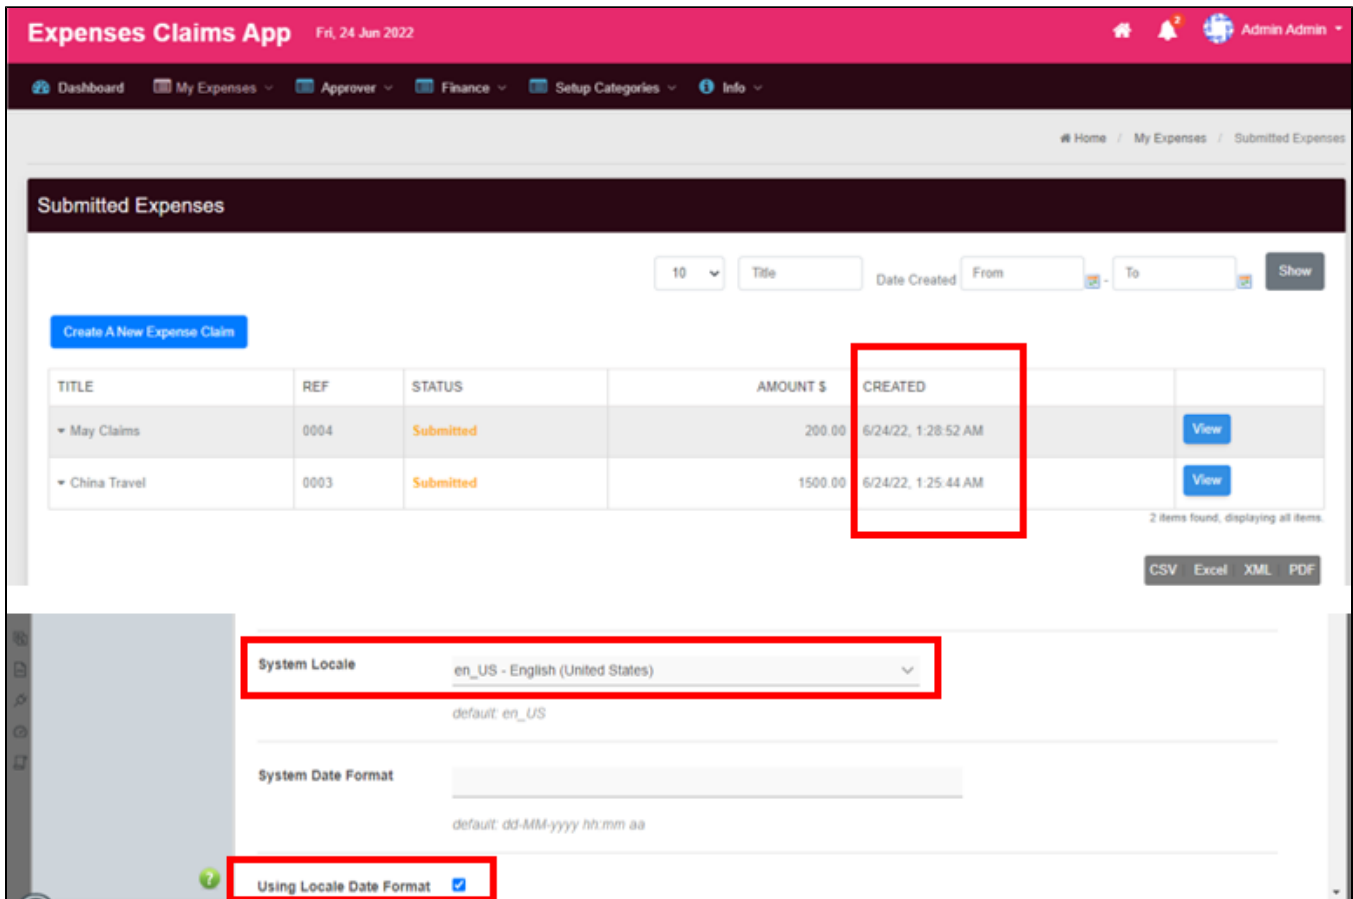 Expenses Claims App Fri, 24 Jun 2022 2 Admin Admin
Dashboard My Expenses Approver Finance Setup Categories Info
Home / My Expenses / Submitted Expenses
Submitted Expenses
10 Title Date Created From - To Show
Create A New Expense Claim
TITLE REF STATUS AMOUNT $ CREATED
May Claims 0004 Submitted 200.00 6/24/22, 1:28:52 AM View
China Travel 0003 Submitted 1500.00 6/24/22, 1:25:44 AM View
2 items found, displaying all items.
CSV Excel XML PDF
System Locale en_US - English (United States)
default: en_US
System Date Format
default: dd-MM-yyyy hh:mm aa
? Using Locale Date Format